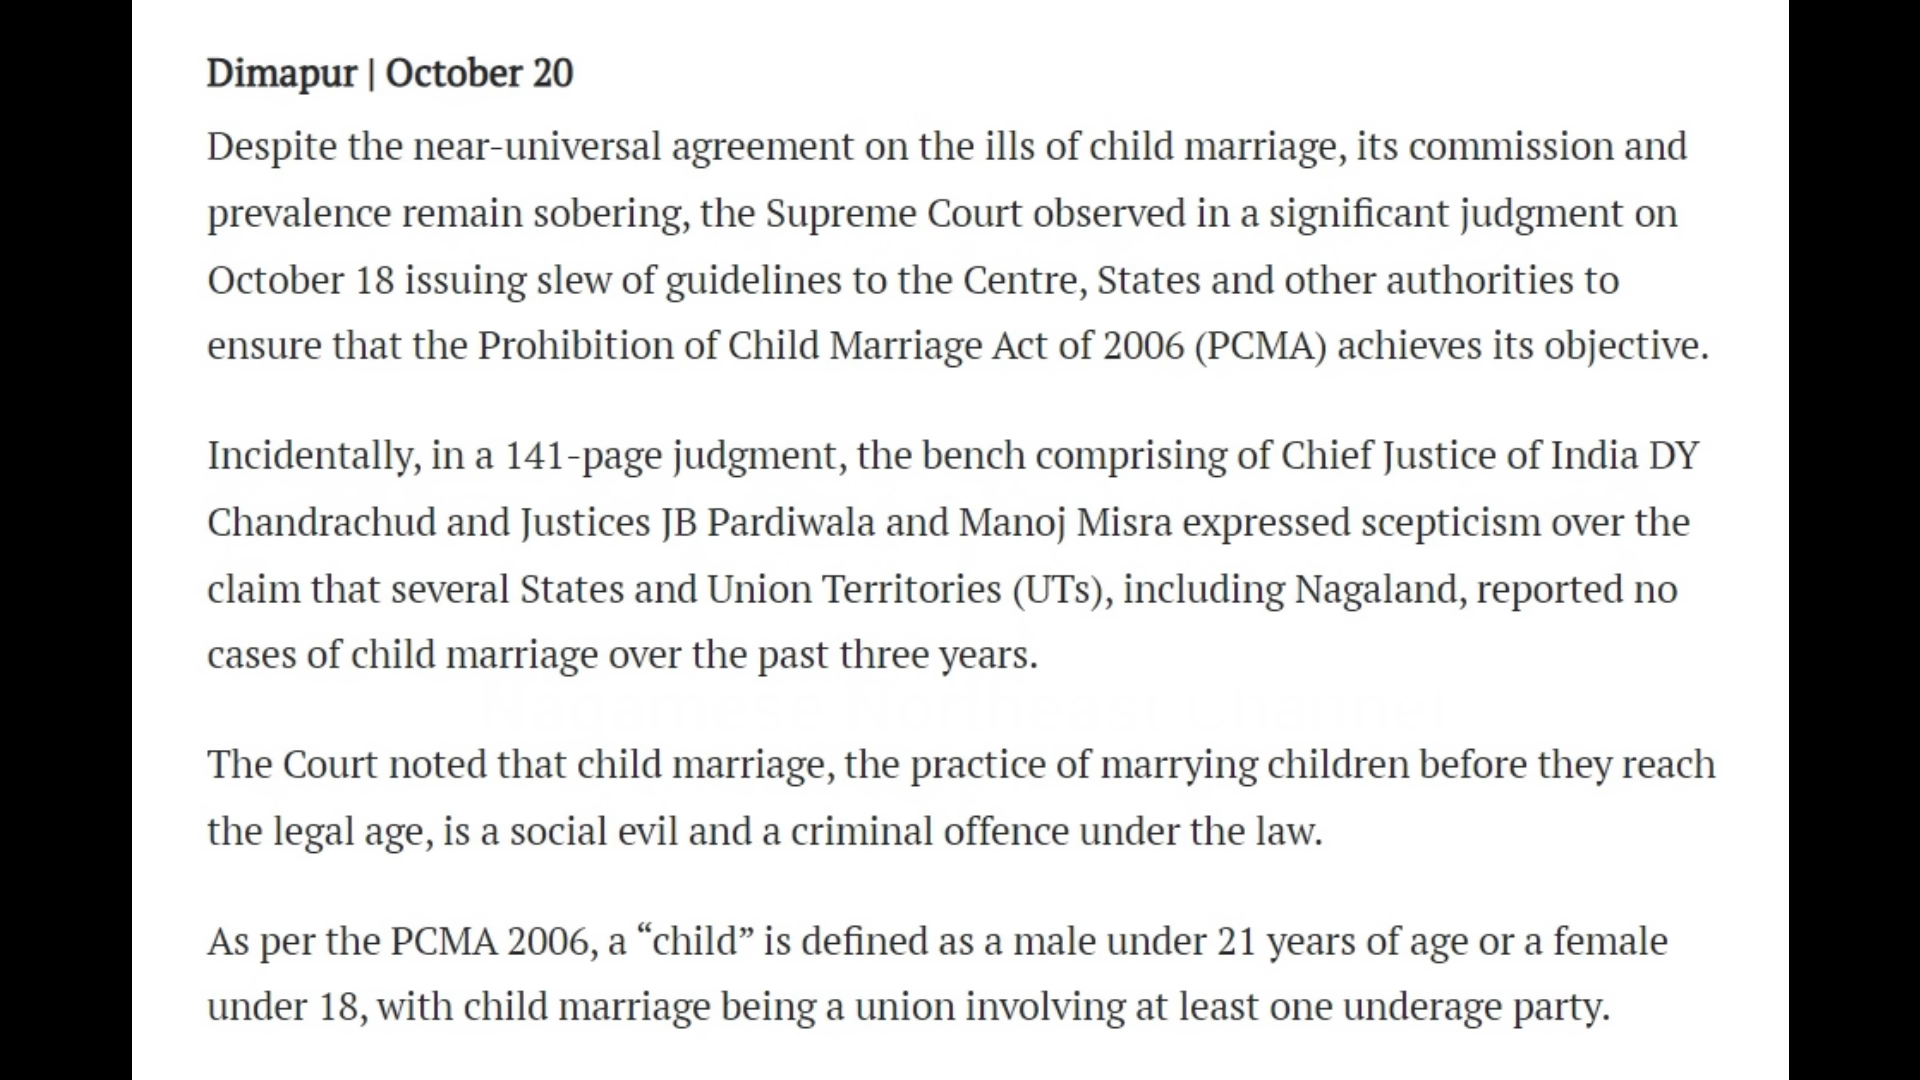 Dimapur | October 20
Despite the near-universal agreement on the ills of child marriage, its commission and
prevalence remain sobering, the Supreme Court observed in a significant judgment on
October 18 issuing slew of guidelines to the Centre, States and other authorities to
ensure that the Prohibition of Child Marriage Act of 2006 (PCMA) achieves its objective.
Incidentally, in a 141-page judgment, the bench comprising of Chief Justice of India DY
Chandrachud and Justices JB Pardiwala and Manoj Misra expressed scepticism over the
claim that several States and Union Territories (UTs), including Nagaland, reported no
cases of child marriage over the past three years.
Nagamese Northeast Channel
The Court noted that child marriage, the practice of marrying children before they reach
the legal age, is a social evil and a criminal offence under the law.
As per the PCMA 2006, a “child” is defined as a male under 21 years of age or a female
under 18, with child marriage being a union involving at least one underage party.